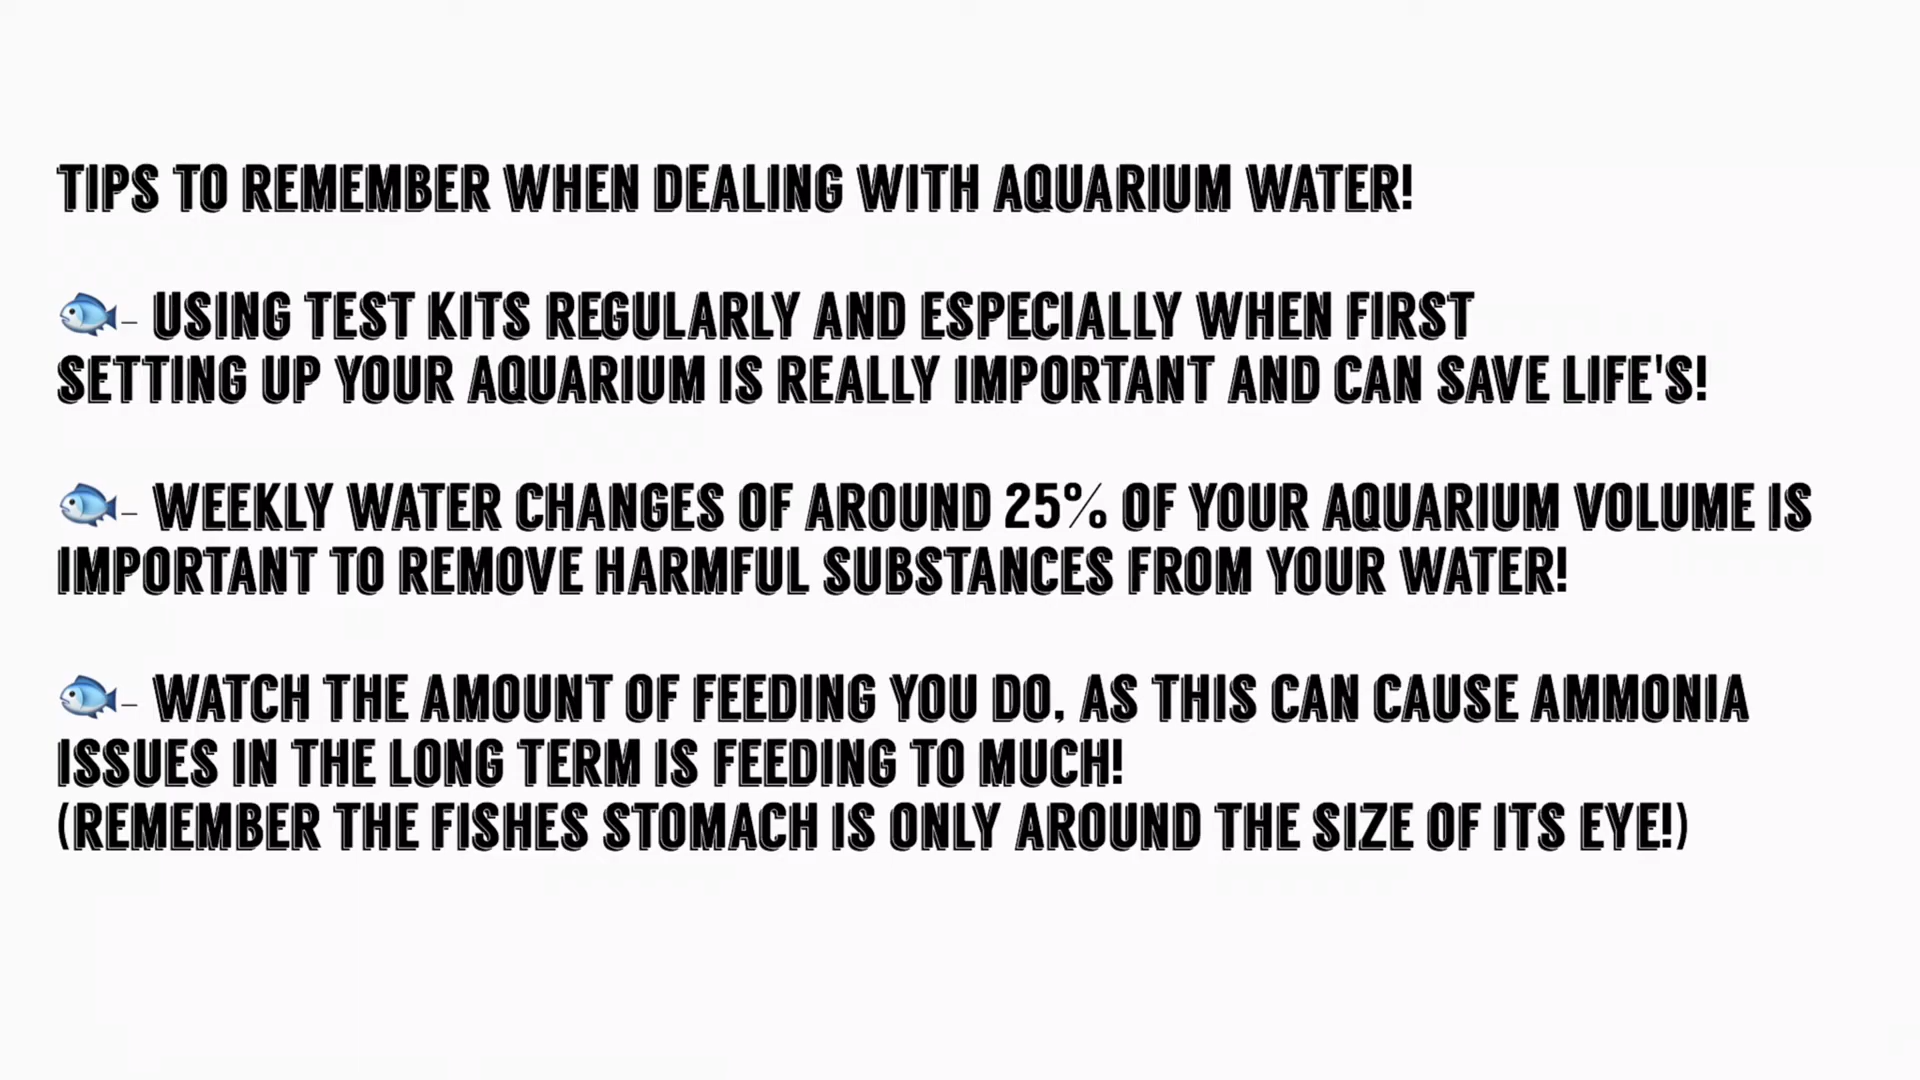 TIPS TO REMEMBER WHEN DEALING WITH AQUARIUM WATER!
🐟- USING TEST KITS REGULARLY AND ESPECIALLY WHEN FIRST
SETTING UP YOUR AQUARIUM IS REALLY IMPORTANT AND CAN SAVE LIFE'S!
🐟- WEEKLY WATER CHANGES OF AROUND 25% OF YOUR AQUARIUM VOLUME IS
IMPORTANT TO REMOVE HARMFUL SUBSTANCES FROM YOUR WATER!
🐟- WATCH THE AMOUNT OF FEEDING YOU DO, AS THIS CAN CAUSE AMMONIA
ISSUES IN THE LONG TERM IS FEEDING TO MUCH!
(REMEMBER THE FISHES STOMACH IS ONLY AROUND THE SIZE OF ITS EYE!)